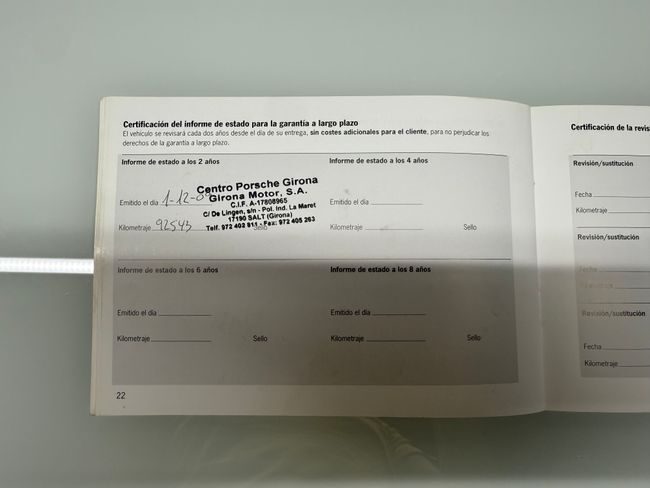 Certificación del informe de estado para la garantía a largo plazo
El vehículo se revisará cada dos años desde el día de su entrega, sin costes adicionales para el cliente, para no perjudicar los
derechos de la garantía a largo plazo.
Informe de estado a los 2 años
Emitido el día 1-12-0
Kilometraje 92543
Sello
Centro Porsche Girona
Girona Motor, S.A.
C.I.F. A-17808965
C/ De Lingen, s/n - Pol. Ind. La Maret
17190 SALT (Girona)
Telf. 972 402 811 - Fax: 972 405 263
Informe de estado a los 4 años
Emitido el día
Kilometraje
Sello
Informe de estado a los 6 años
Emitido el día
Kilometraje
Sello
Informe de estado a los 8 años
Emitido el día
Kilometraje
Sello
22
Certificación de la revis
Revisión/sustitución
Fecha
Kilometraje
Revisión/sustitución
Fecha
Revisión/sustitución
Fecha
Kilometraje